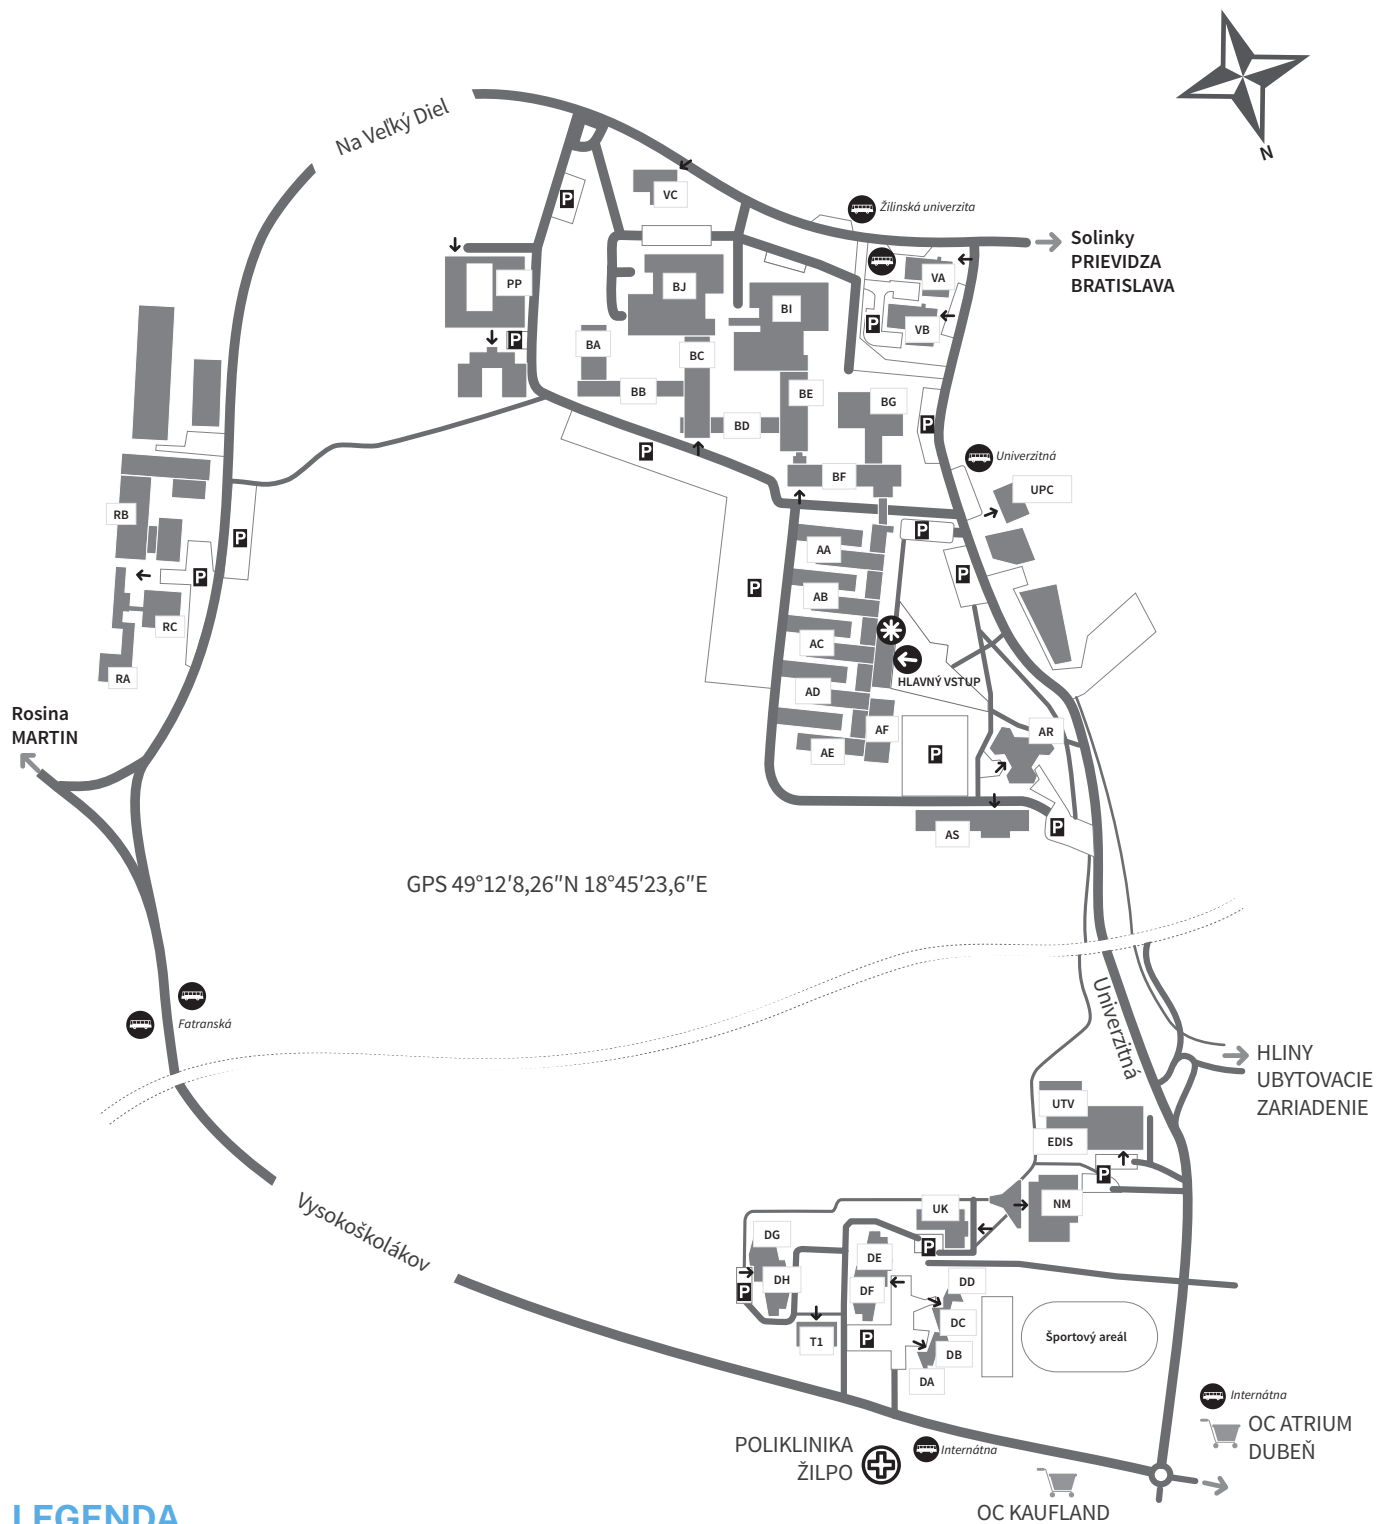 Na Veľký Diel
N
Žilinská univerzita
Solinky
PRIEVIDZA
BRATISLAVA
P
VC
PP
BJ
BI
VA
VB
P
P
BA
BC
BB
BE
BG
BD
P
P
Univerzitná
BF
UPC
RB
P
P
AA
P
P
P
AB
RC
AC
HLAVNÝ VSTUP
RA
AD
Rosina
MARTIN
AF
AR
AE
P
AS
P
GPS 49°12'8,26"N 18°45'23,6"E
Fatranská
Univerzitná
HLINY
UBYTOVACIE
ZARIADENIE
UTV
EDIS
P
NM
UK
Vysokoškolákov
DG
P
DE
DH
DD
DF
P
DC
T1
P
DB
DA
Športový areál
Internátna
OC ATRIUM
DUBEŇ
POLIKLINIKA
ŽILPO
Internátna
OC KAUFLAND
LEGENDA